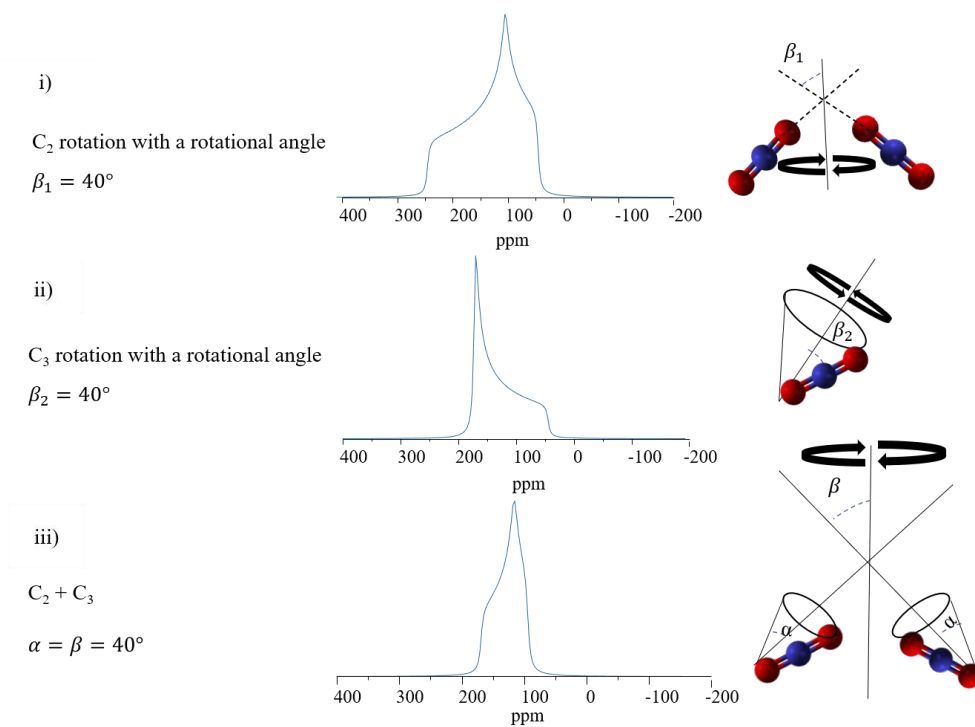 i)
C₂ rotation with a rotational angle
β₁ = 40°
400 300 200 100 0 -100 -200
ppm
β₁
ii)
C₃ rotation with a rotational angle
β₂ = 40°
400 300 200 100 0 -100 -200
ppm
β₂
iii)
C₂ + C₃
α = β = 40°
400 300 200 100 0 -100 -200
ppm
β
α α